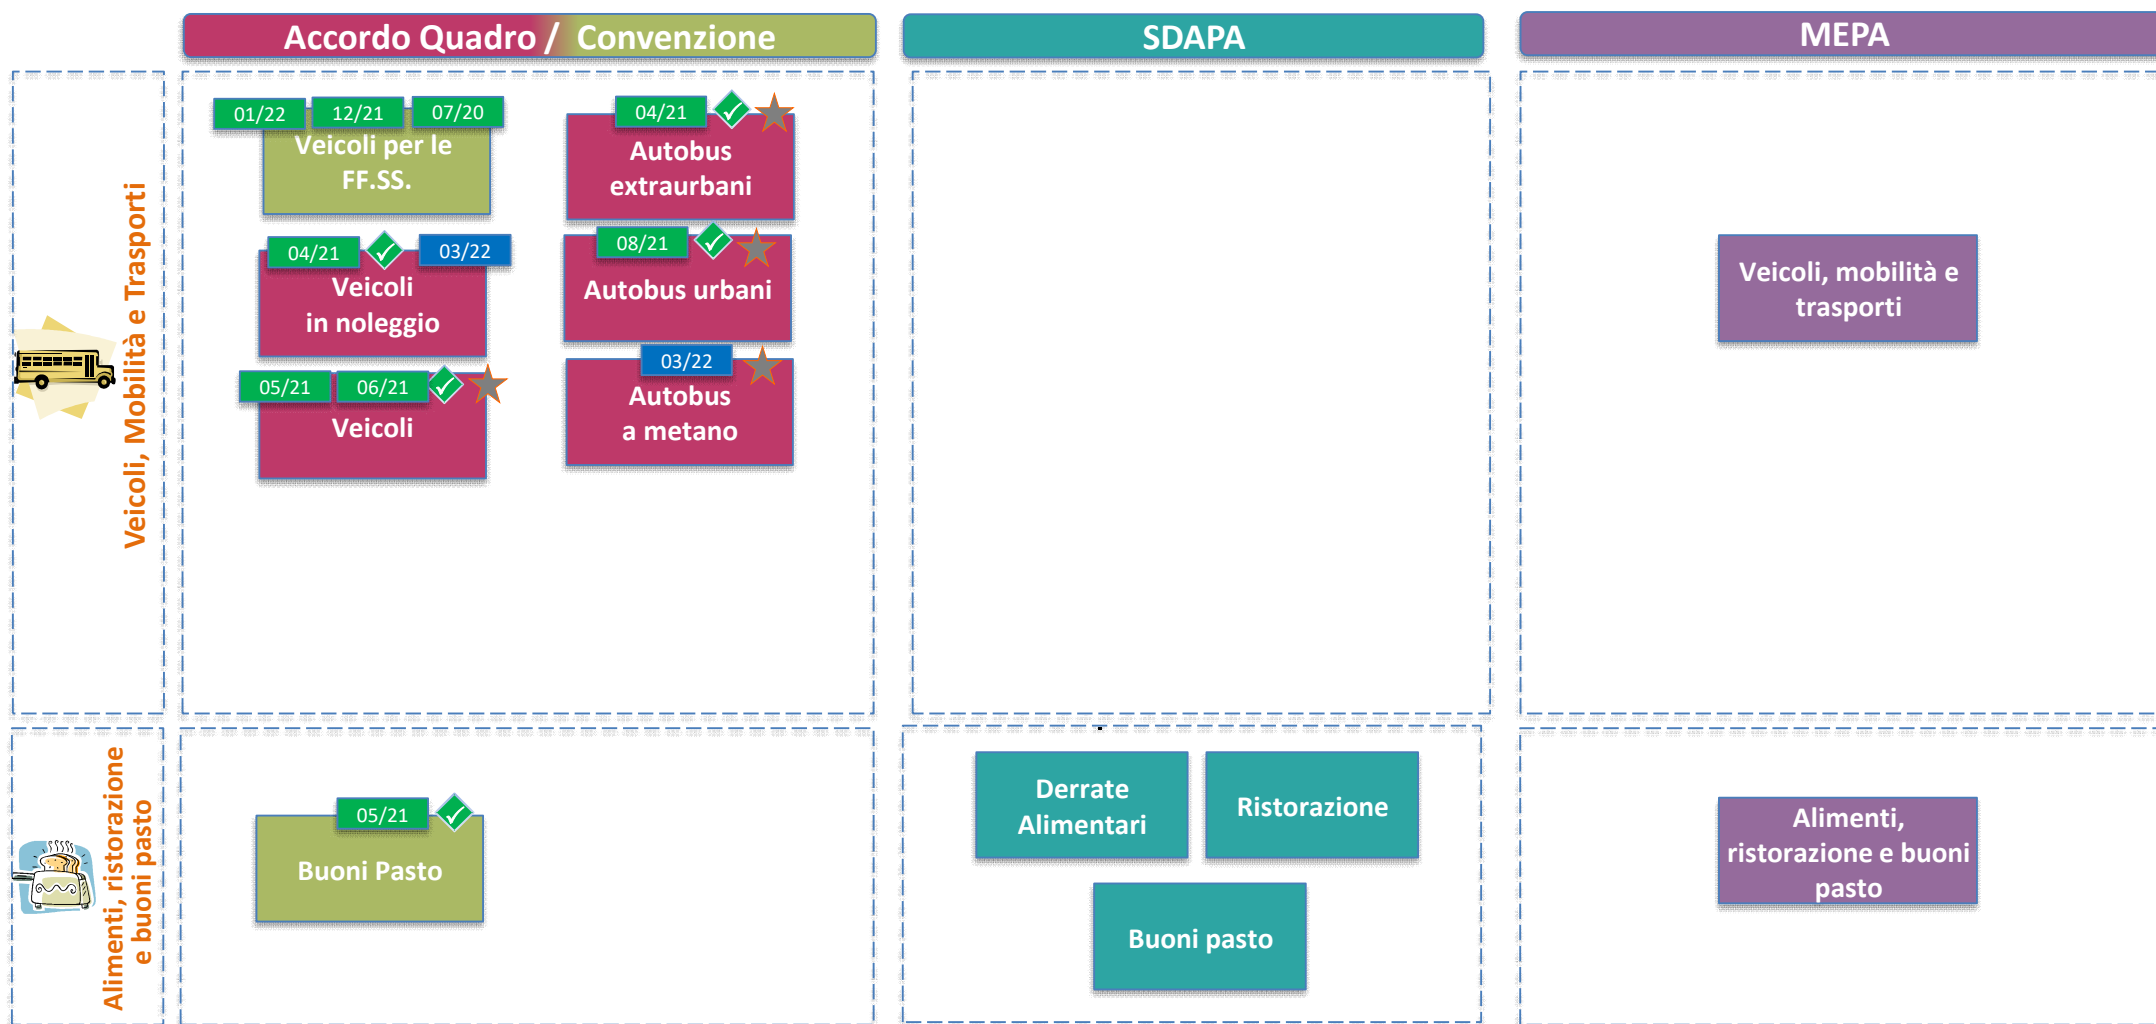 Accordo Quadro / Convenzione
SDAPA
MEPA
Veicoli, Mobilità e Trasporti
01/22
12/21
07/20
Veicoli per le
FF.SS.
04/21
Autobus
extraurbani
04/21
03/22
Veicoli
in noleggio
08/21
Autobus urbani
05/21
06/21
Veicoli
03/22
Autobus
a metano
Veicoli, mobilità e
trasporti
Alimenti, ristorazione
e buoni pasto
05/21
Buoni Pasto
Derrate
Alimentari
Ristorazione
Buoni pasto
Alimenti,
ristorazione e buoni
pasto